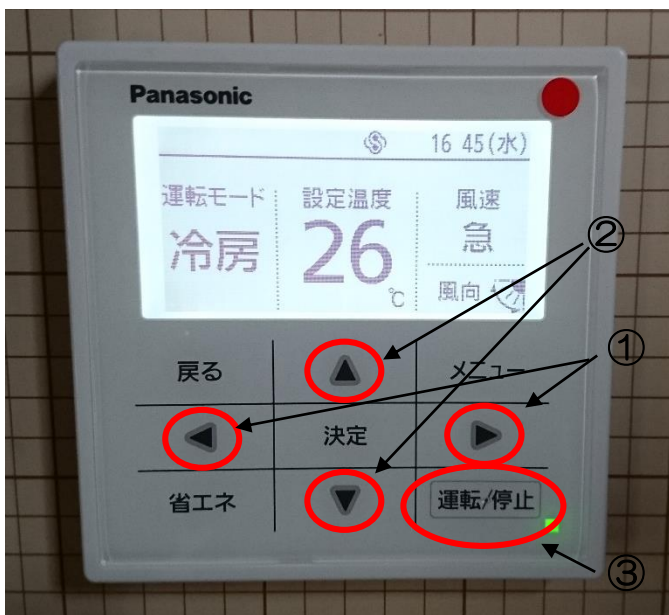 Panasonic
16 45(水)
運転モード 設定温度 風速
冷房 26℃ 急
風向
②
①
戻る メニュー
決定
省エネ 運転/停止
③